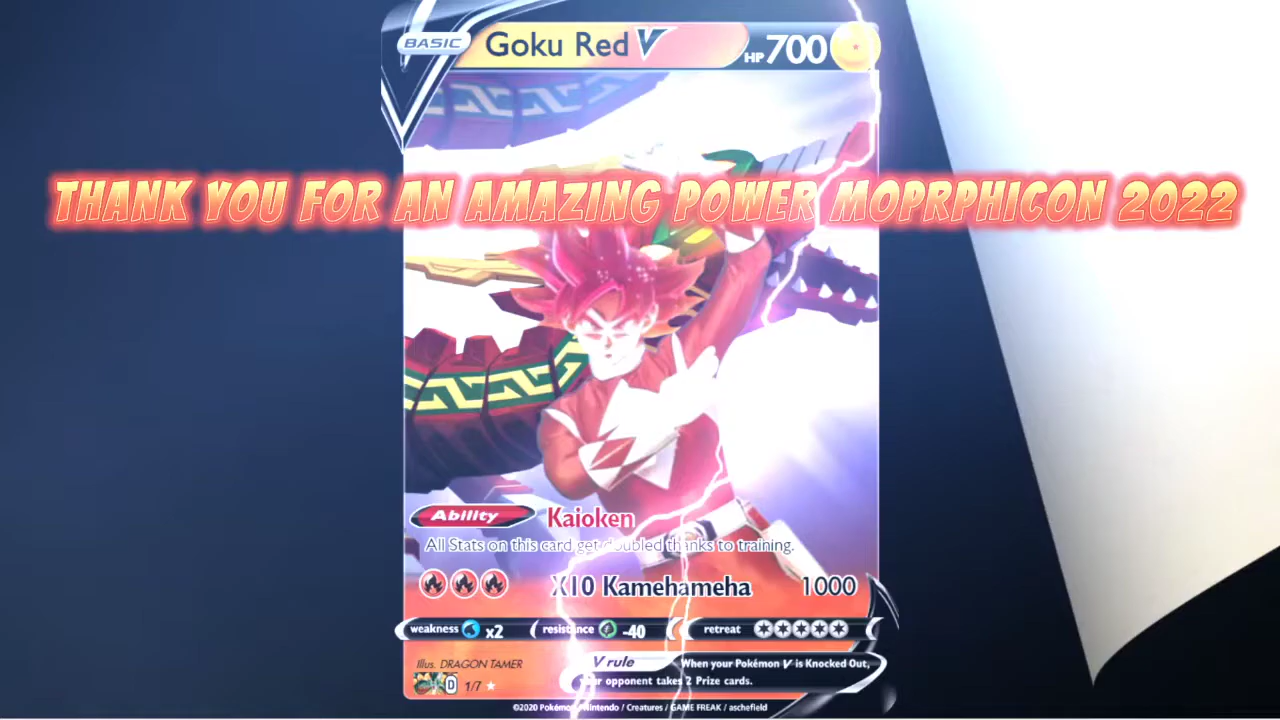 BASIC Goku Red V HP 700
THANK YOU FOR AN AMAZING POWER MOPRPHICON 2022
Ability Kaioken
All Stats on this card get doubled thanks to training.
X10 Kamehameha 1000
weakness x2 resistance -40 retreat
Illus. DRAGON TAMER
V rule When your Pokémon V is Knocked Out,
your opponent takes 2 Prize cards.
D 1/7
©2020 Pokémon / Nintendo / Creatures / GAME FREAK / aschefield